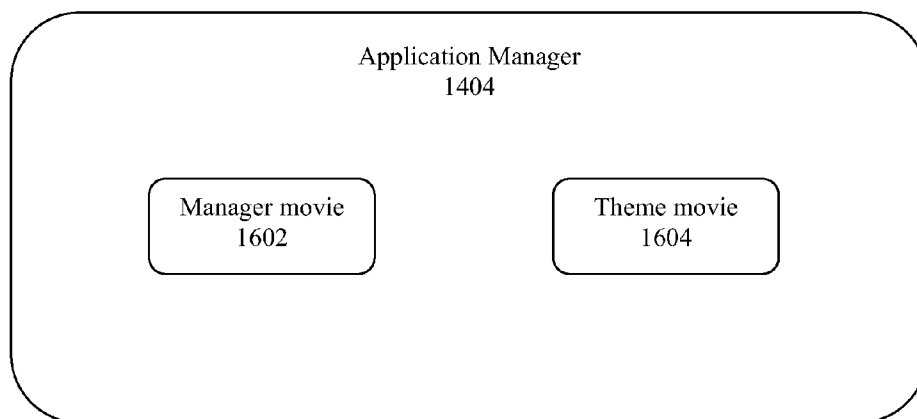 Application Manager
1404
Manager movie
1602
Theme movie
1604